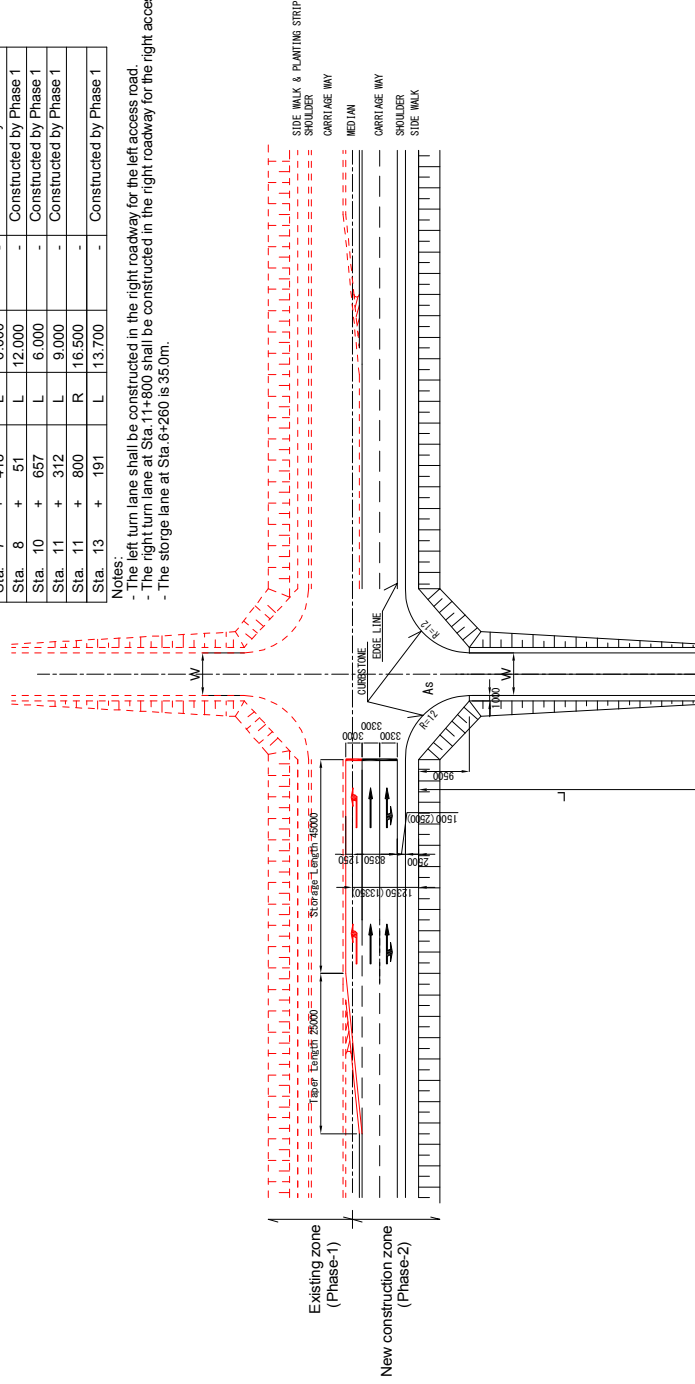 Constructed by Phase 1
Sta. 8 + 51 L 12.000 - Constructed by Phase 1
Sta. 10 + 657 L 6.000 - Constructed by Phase 1
Sta. 11 + 312 L 9.000 - Constructed by Phase 1
Sta. 11 + 800 R 16.500 -
Sta. 13 + 191 L 13.700 - Constructed by Phase 1
Notes:
- The left turn lane shall be constructed in the right roadway for the left access road.
- The right turn lane at Sta.11+800 shall be constructed in the right roadway for the right acces
- The storge lane at Sta.6+260 is 35.0m.
SIDE WALK & PLANTING STRIP
SHOULDER
CARRIAGE WAY
MEDIAN
CARRIAGE WAY
SHOULDER
SIDE WALK
W
CURBSTONE
EDGE LINE
R=12
As
R=12
W
1000
3000
3300
3300
9500
L
Storage Length 45000
Taper Length 25000
1250
8350
2500
1500 (2500)
12350 (13350)
Existing zone
(Phase-1)
New construction zone
(Phase-2)